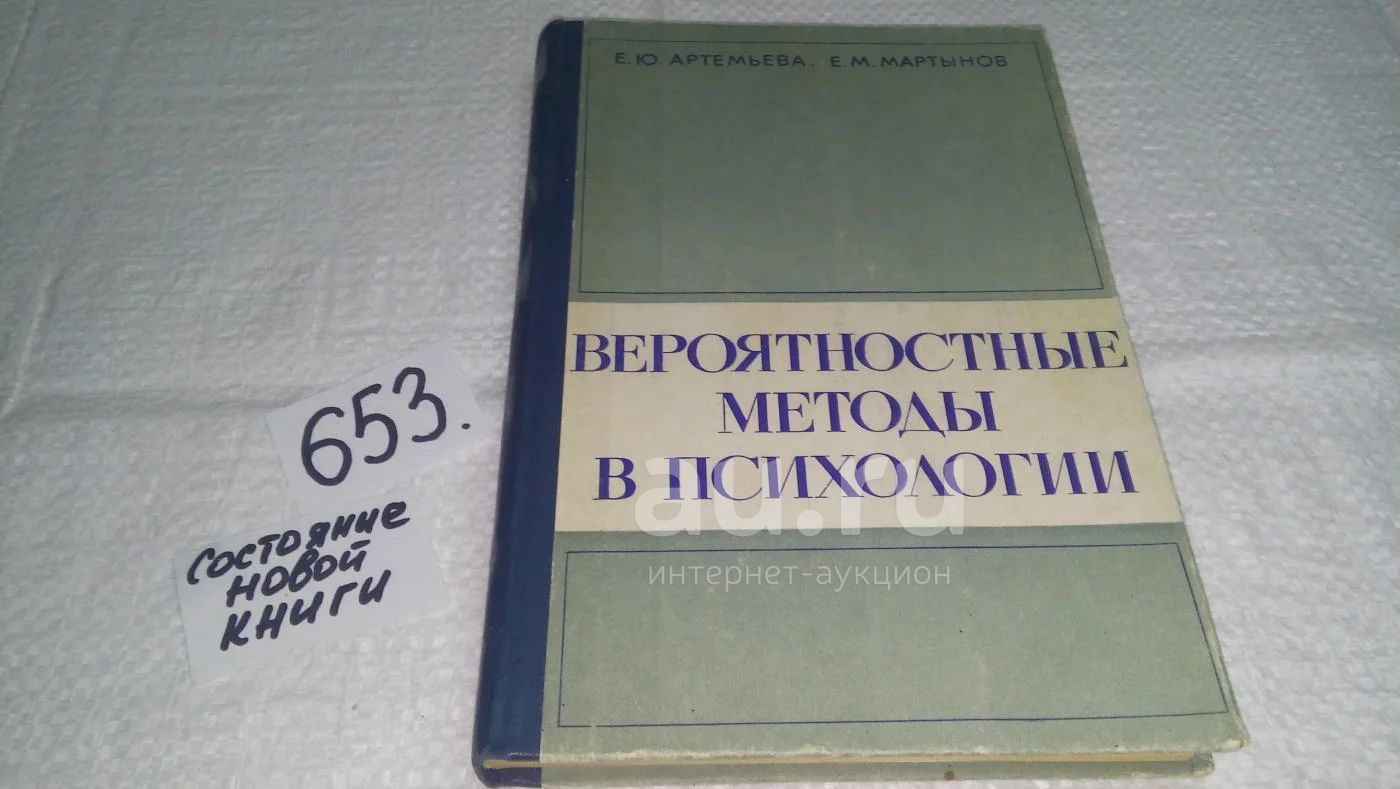 Е. Ю. АРТЕМЬЕВА. Е. М. МАРТЫНОВ
ВЕРОЯТНОСТНЫЕ
МЕТОДЫ
В ПСИХОЛОГИИ
au.ru
интернет-аукцион
653.
состояние
новой
книги